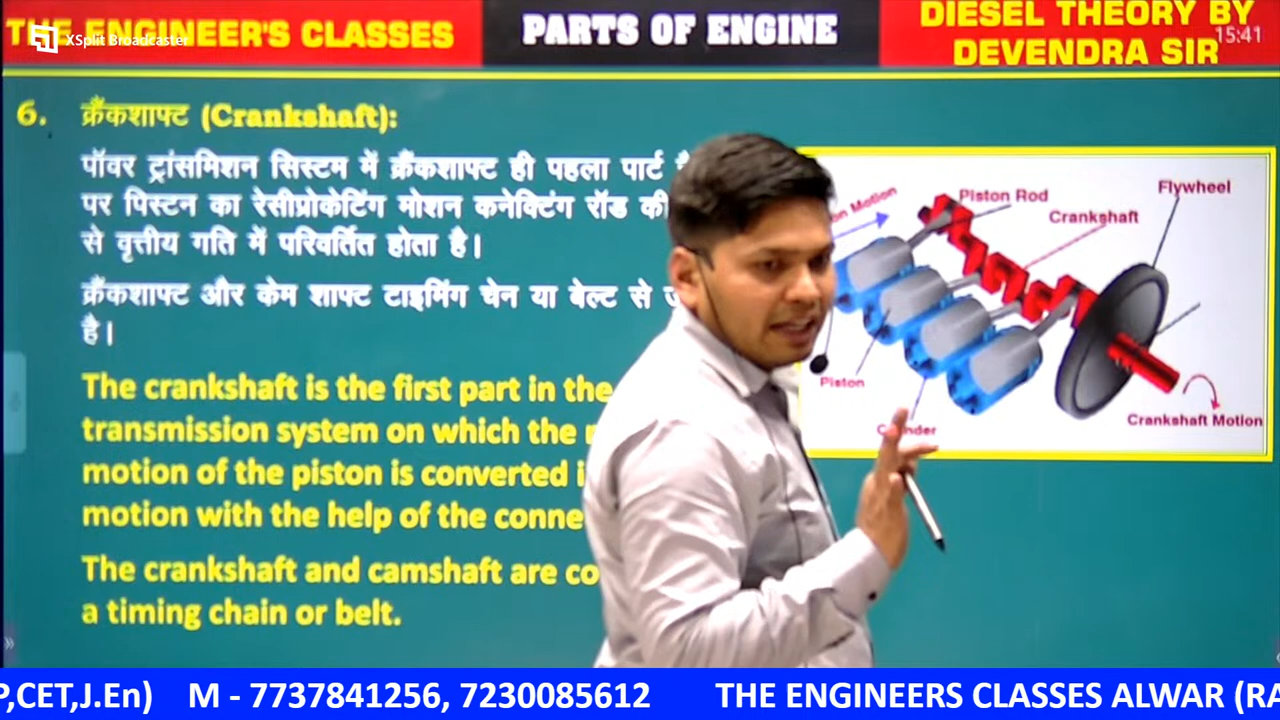 THE ENGINEER'S CLASSES
XSplit Broadcaster
PARTS OF ENGINE
DIESEL THEORY BY
DEVENDRA SIR
15:41
6. क्रैंकशाफ्ट (Crankshaft):
पॉवर ट्रांसमिशन सिस्टम में क्रैंकशाफ्ट ही पहला पार्ट
पर पिस्टन का रेसीप्रोकेटिंग मोशन कनेक्टिंग रॉड की
से वृत्तीय गति में परिवर्तित होता है।
क्रैंकशाफ्ट और केम शाफ्ट टाइमिंग चेन या बेल्ट से
है।
The crankshaft is the first part in the
transmission system on which the
motion of the piston is converted
motion with the help of the
The crankshaft and camshaft are
a timing chain or belt.
Motion
Piston Rod
Flywheel
Crankshaft
Piston
Crankshaft Motion
P,CET,J.En) M - 7737841256, 7230085612 THE ENGINEERS CLASSES ALWAR (RA